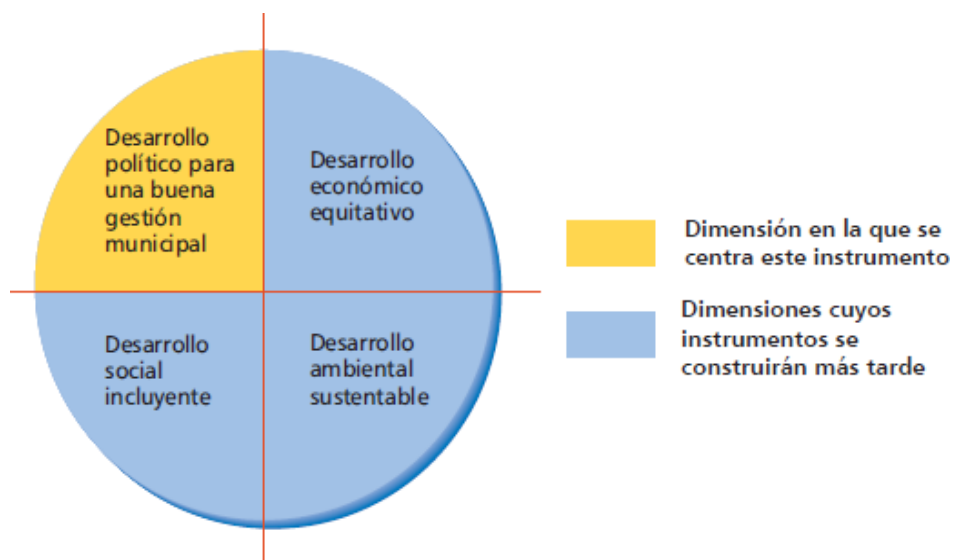 Desarrollo
político para
una buena
gestión
municipal
Desarrollo
económico
equitativo
Desarrollo
social
incluyente
Desarrollo
ambiental
sustentable
Dimensión en la que se
centra este instrumento
Dimensiones cuyos
instrumentos se
construirán más tarde